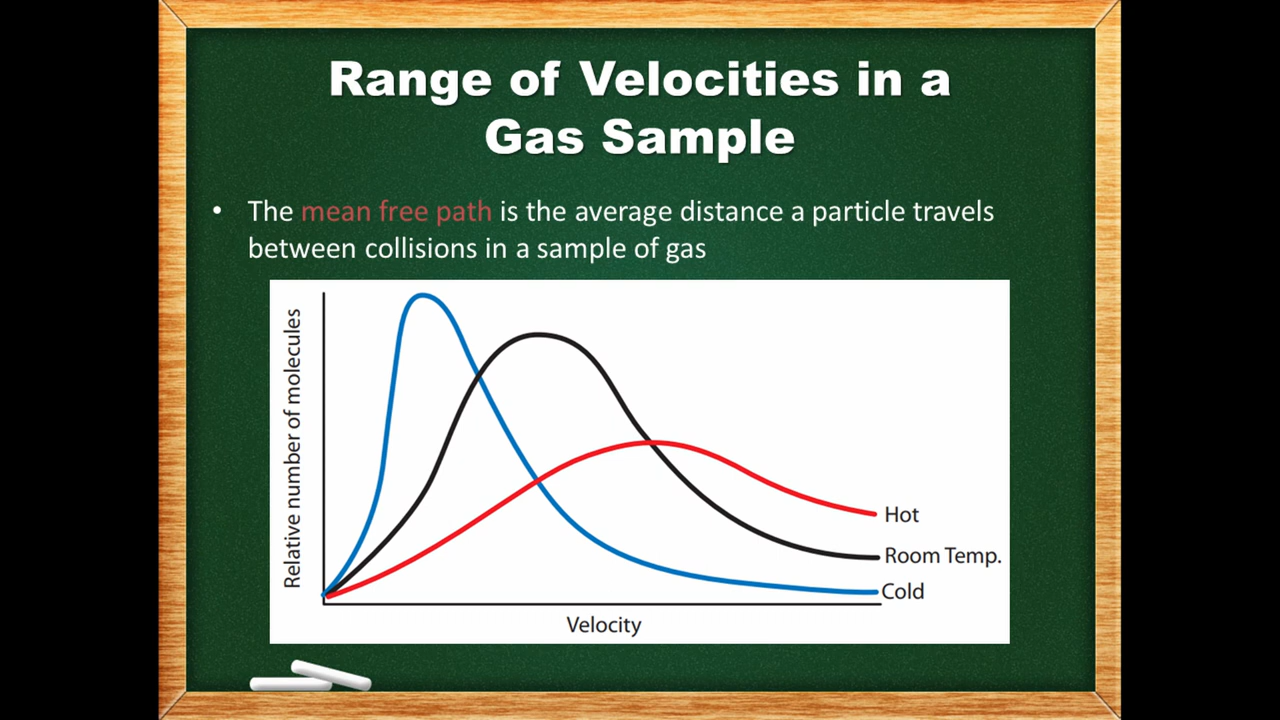 Range of Velocities in a
Gas Sample
• The mean free path is the average distance a particle travels
between collisions in a sample of gas
Relative number of molecules
Hot
Room Temp.
Cold
Velocity